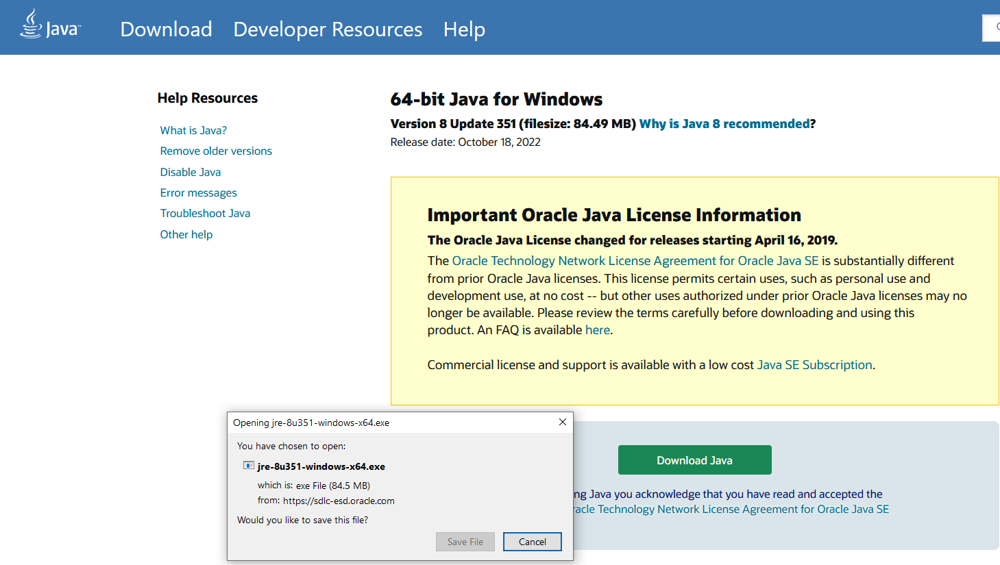 Java™
Download
Developer Resources
Help
Help Resources
What is Java?
Remove older versions
Disable Java
Error messages
Troubleshoot Java
Other help
64-bit Java for Windows
Version 8 Update 351 (filesize: 84.49 MB) Why is Java 8 recommended?
Release date: October 18, 2022
Important Oracle Java License Information
The Oracle Java License changed for releases starting April 16, 2019.
The Oracle Technology Network License Agreement for Oracle Java SE is substantially different
from prior Oracle Java licenses. This license permits certain uses, such as personal use and
development use, at no cost -- but other uses authorized under prior Oracle Java licenses may no
longer be available. Please review the terms carefully before downloading and using this
product. An FAQ is available here.
Commercial license and support is available with a low cost Java SE Subscription.
Download Java
ng Java you acknowledge that you have read and accepted the
racle Technology Network License Agreement for Oracle Java SE
Opening jre-8u351-windows-x64.exe
You have chosen to open:
jre-8u351-windows-x64.exe
which is: exe File (84.5 MB)
from: https://sdlc-esd.oracle.com
Would you like to save this file?
Save File
Cancel